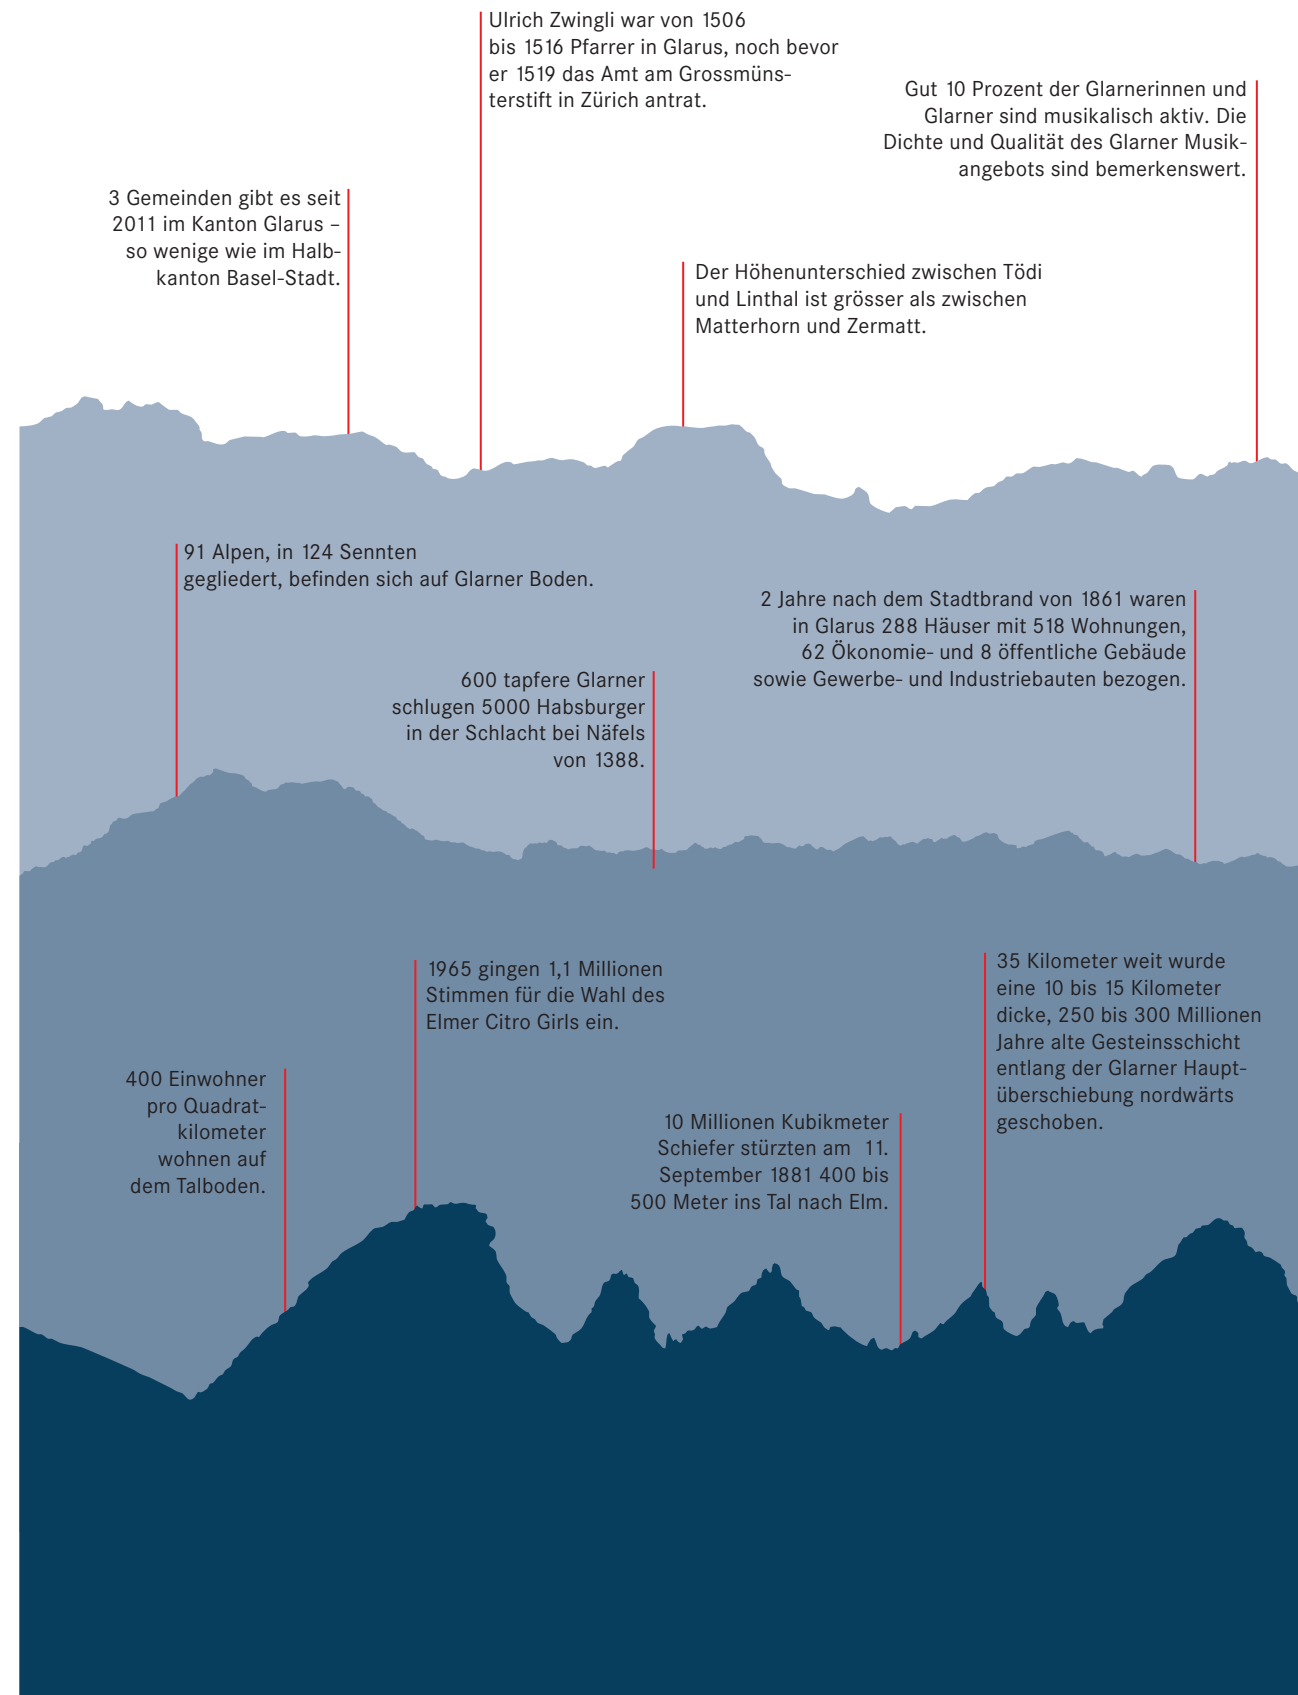 Ulrich Zwingli war von 1506
bis 1516 Pfarrer in Glarus, noch bevor
er 1519 das Amt am Grossmüns-
terstift in Zürich antrat.
Gut 10 Prozent der Glarnerinnen und
Glarner sind musikalisch aktiv. Die
Dichte und Qualität des Glarner Musik-
angebots sind bemerkenswert.
3 Gemeinden gibt es seit
2011 im Kanton Glarus –
so wenige wie im Halb-
kanton Basel-Stadt.
Der Höhenunterschied zwischen Tödi
und Linthal ist grösser als zwischen
Matterhorn und Zermatt.
91 Alpen, in 124 Sennten
gegliedert, befinden sich auf Glarner Boden.
2 Jahre nach dem Stadtbrand von 1861 waren
in Glarus 288 Häuser mit 518 Wohnungen,
62 Ökonomie- und 8 öffentliche Gebäude
sowie Gewerbe- und Industriebauten bezogen.
600 tapfere Glarner
schlugen 5000 Habsburger
in der Schlacht bei Näfels
von 1388.
1965 gingen 1,1 Millionen
Stimmen für die Wahl des
Elmer Citro Girls ein.
35 Kilometer weit wurde
eine 10 bis 15 Kilometer
dicke, 250 bis 300 Millionen
Jahre alte Gesteinsschicht
entlang der Glarner Haupt-
überschiebung nordwärts
geschoben.
400 Einwohner
pro Quadrat-
kilometer
wohnen auf
dem Talboden.
10 Millionen Kubikmeter
Schiefer stürzten am 11.
September 1881 400 bis
500 Meter ins Tal nach Elm.